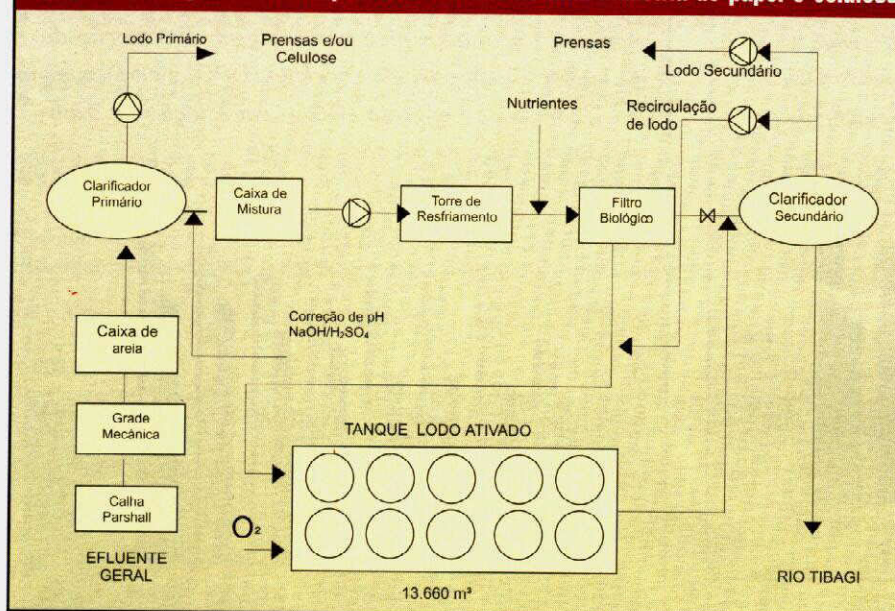 papel e celulose
Lodo Primário
Prensas e/ou
Celulose
Prensas
Lodo Secundário
Nutrientes
Recirculação
de lodo
Clarificador
Primário
Caixa de
Mistura
Torre de
Resfriamento
Filtro
Biológico
Clarificador
Secundário
Correção de pH
NaOH/H₂SO₄
Caixa de
areia
Grade
Mecânica
Calha
Parshall
EFLUENTE
GERAL
TANQUE LODO ATIVADO
O₂
13.660 m³
RIO TIBAGI